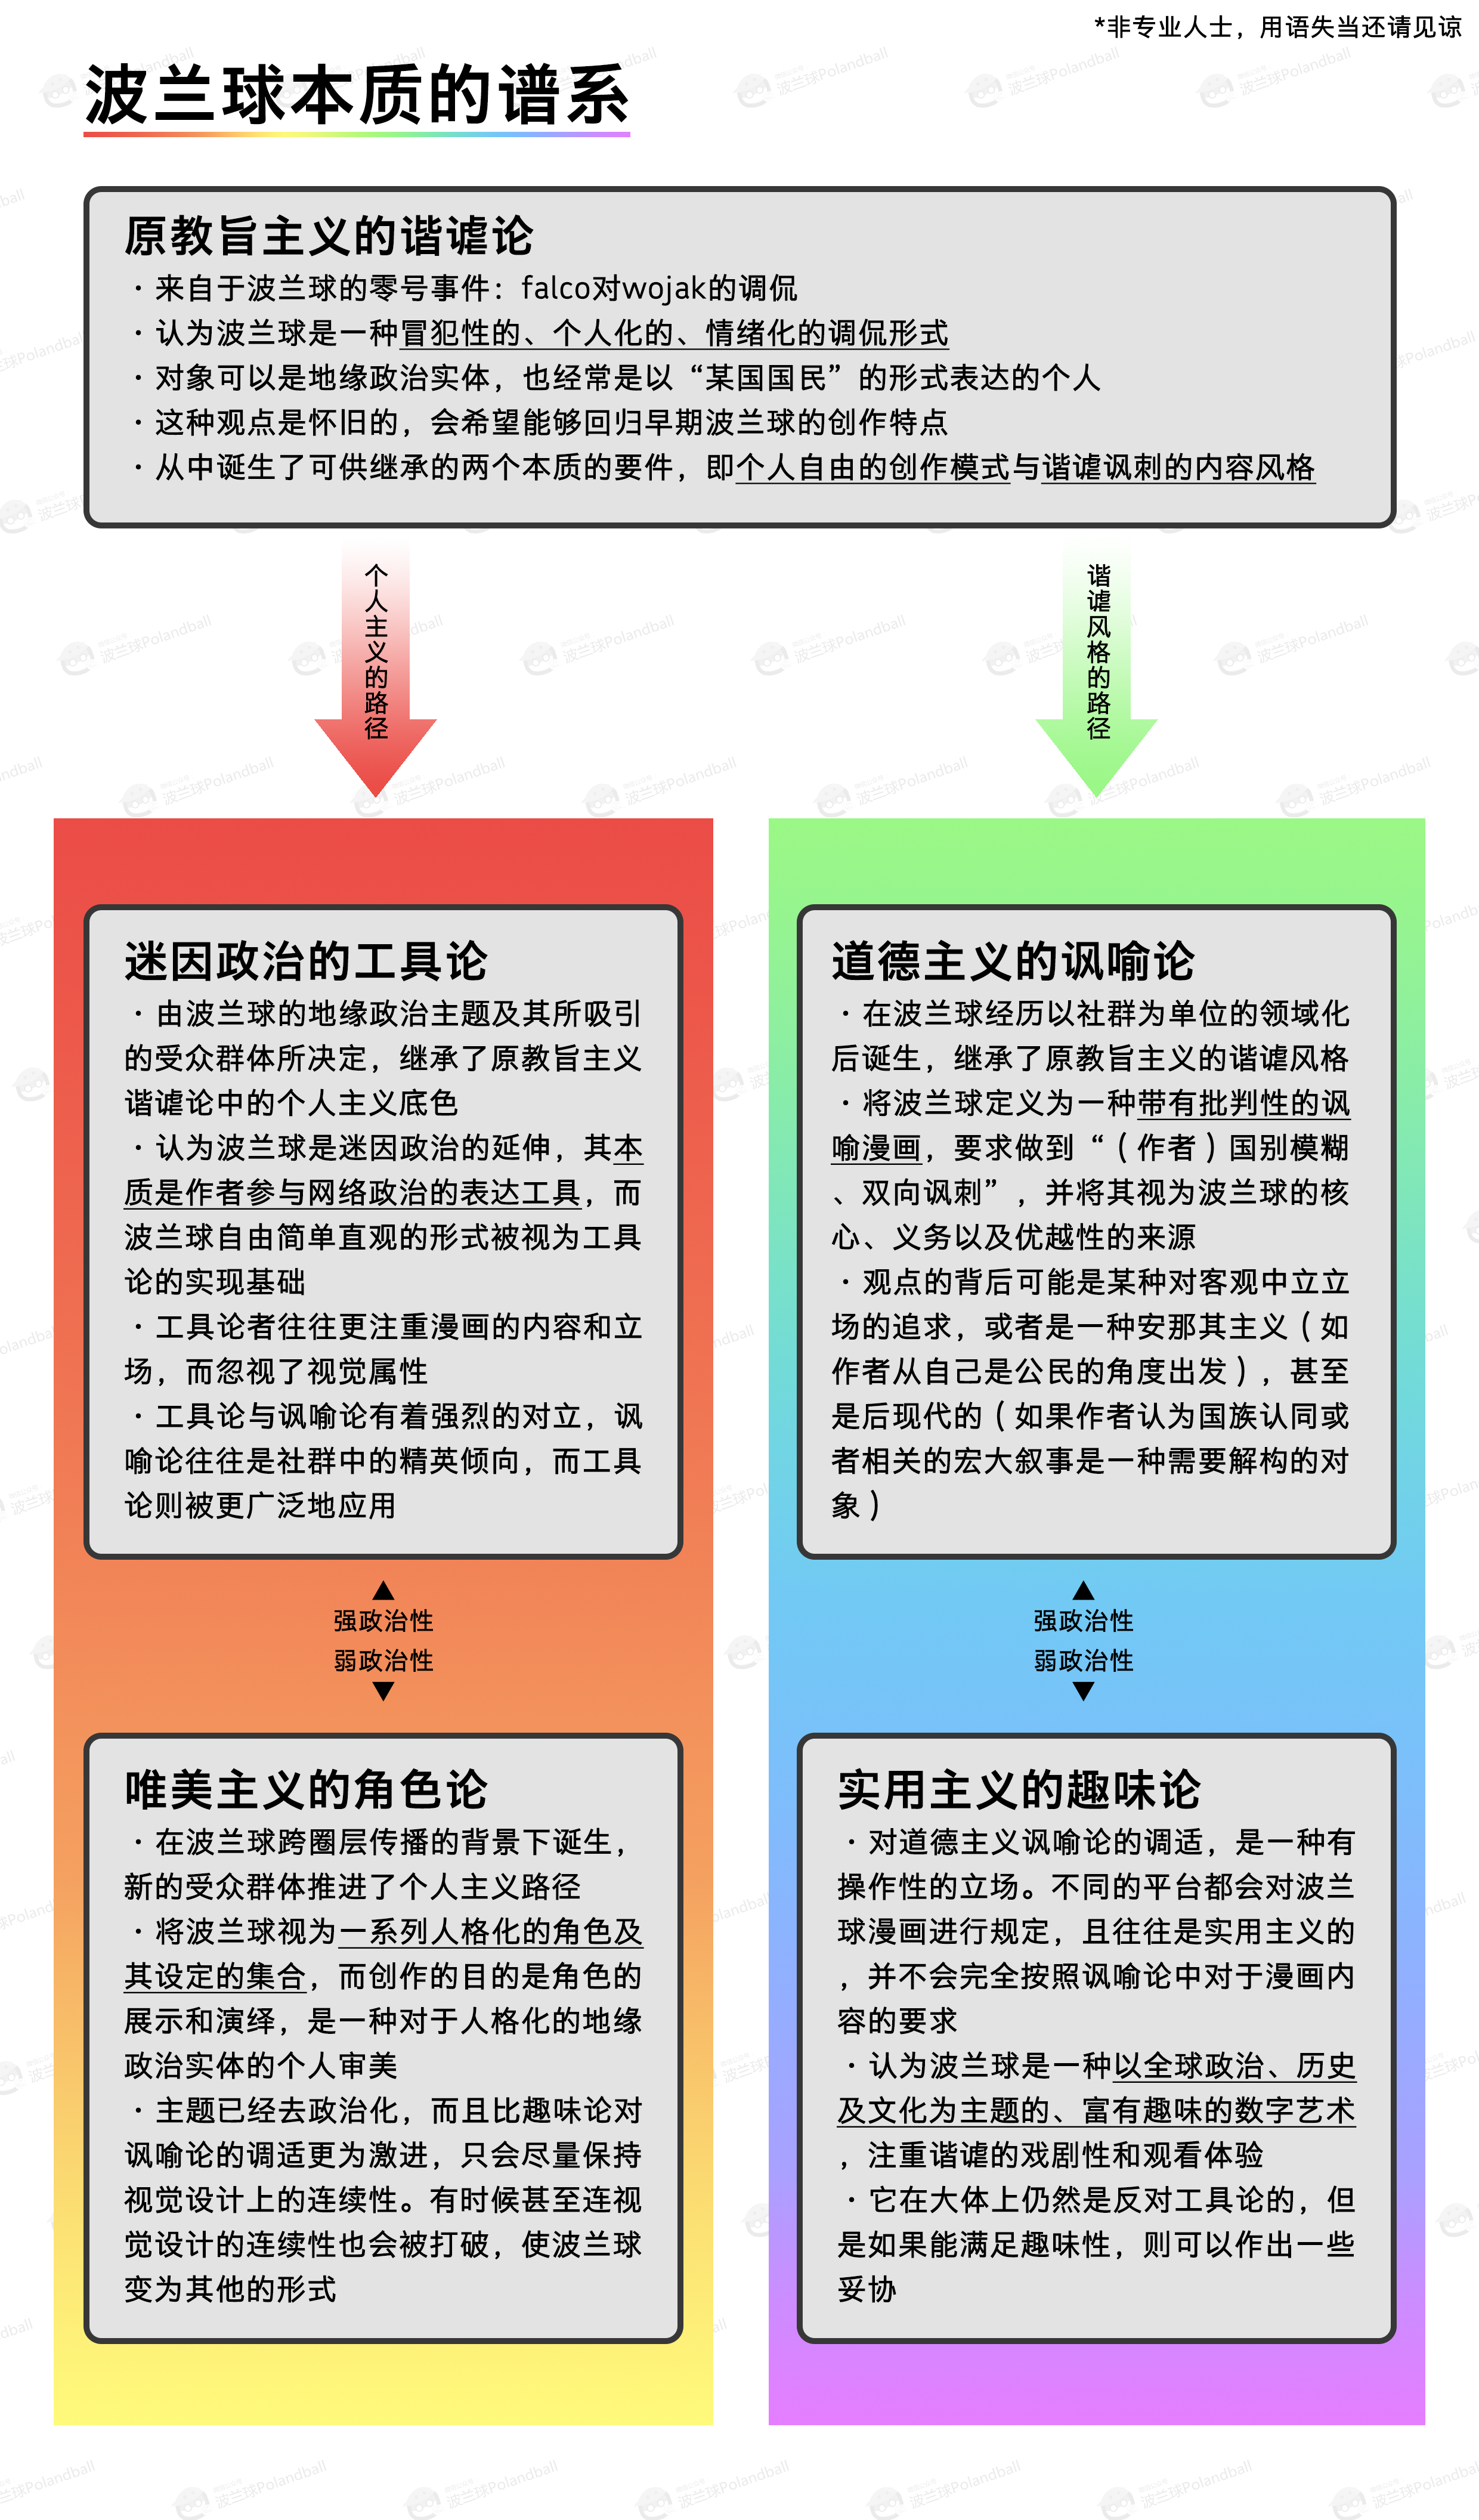 *非专业人士，用语失当还请见谅
波兰球本质的谱系
原教旨主义的谐谑论
·来自于波兰球的零号事件：falco对wojak的调侃
·认为波兰球是一种冒犯性的、个人化的、情绪化的调侃形式
·对象可以是地缘政治实体，也经常是以“某国国民”的形式表达的个人
·这种观点是怀旧的，会希望能够回归早期波兰球的创作特点
·从中诞生了可供继承的两个本质的要件，即个人自由的创作模式与谐谑讽刺的内容风格
个人主义的路径
谐谑风格的路径
迷因政治的工具论
·由波兰球的地缘政治主题及其所吸引
的受众群体所决定，继承了原教旨主义
谐谑论中的个人主义底色
·认为波兰球是迷因政治的延伸，其本
质是作者参与网络政治的表达工具，而
波兰球自由简单直观的形式被视为工具
论的实现基础
·工具论者往往更注重漫画的内容和立
场，而忽视了视觉属性
·工具论与讽喻论有着强烈的对立，讽
喻论往往是社群中的精英倾向，而工具
论则被更广泛地应用
道德主义的讽喻论
·在波兰球经历以社群为单位的领域化
后诞生，继承了原教旨主义的谐谑风格
·将波兰球定义为一种带有批判性的讽
喻漫画，要求做到“（作者）国别模糊
、双向讽刺”，并将其视为波兰球的核
心、义务以及优越性的来源
·观点的背后可能是某种对客观中立立
场的追求，或者是一种安那其主义（如
作者从自己是公民的角度出发），甚至
是后现代的（如果作者认为国族认同或
者相关的宏大叙事是一种需要解构的对
象）
▲
强政治性
弱政治性
▼
▲
强政治性
弱政治性
▼
唯美主义的角色论
·在波兰球跨圈层传播的背景下诞生，
新的受众群体推进了个人主义路径
·将波兰球视为一系列人格化的角色及
其设定的集合，而创作的目的是角色的
展示和演绎，是一种对于人格化的地缘
政治实体的个人审美
·主题已经去政治化，而且比趣味论对
讽喻论的调适更为激进，只会尽量保持
视觉设计上的连续性。有时候甚至连视
觉设计的连续性也会被打破，使波兰球
变为其他的形式
实用主义的趣味论
·对道德主义讽喻论的调适，是一种有
操作性的立场。不同的平台都会对波兰
球漫画进行规定，且往往是实用主义的
，并不会完全按照讽喻论中对于漫画内
容的要求
·认为波兰球是一种以全球政治、历史
及文化为主题的、富有趣味的数字艺术
，注重谐谑的戏剧性和观看体验
·它在大体上仍然是反对工具论的，但
是如果能满足趣味性，则可以作出一些
妥协
波兰球Polandball